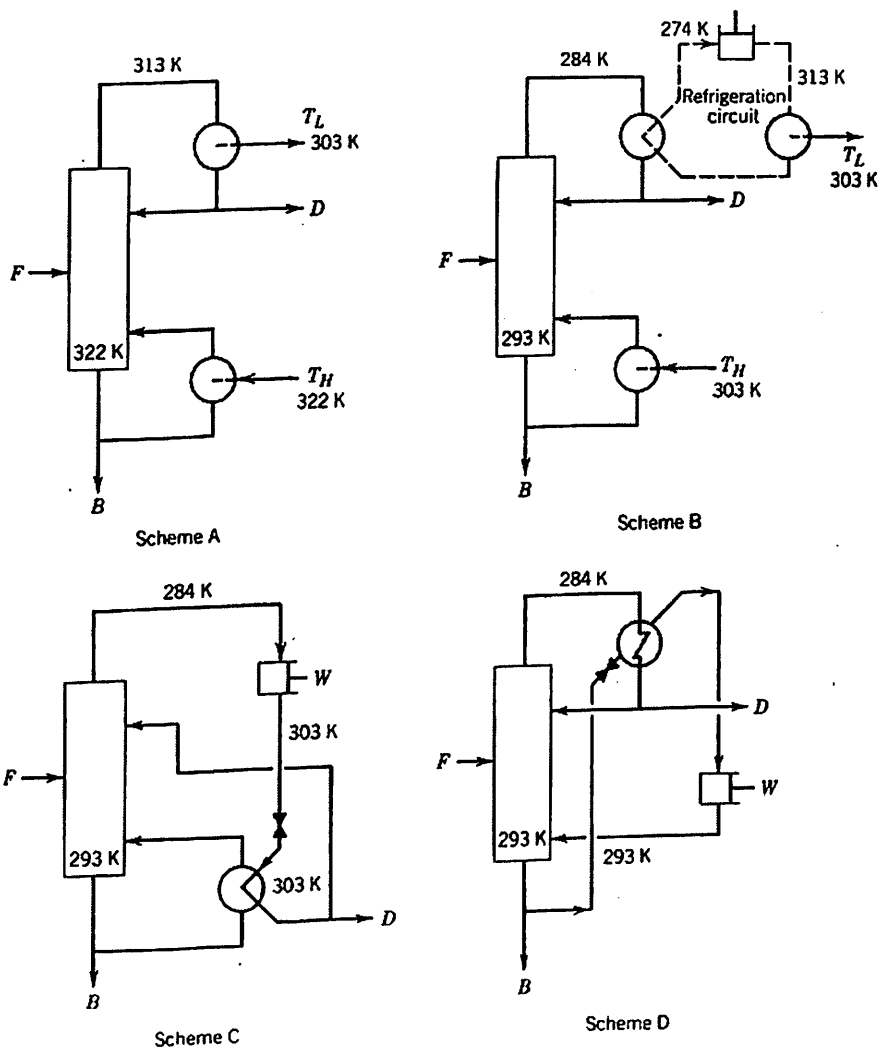 313 K
T_L
303 K
D
F
322 K
T_H
322 K
B
Scheme A
274 K
284 K
313 K
Refrigeration
circuit
T_L
303 K
D
F
293 K
T_H
303 K
B
Scheme B
284 K
W
303 K
F
293 K
303 K
D
B
Scheme C
284 K
D
F
W
293 K
293 K
B
Scheme D